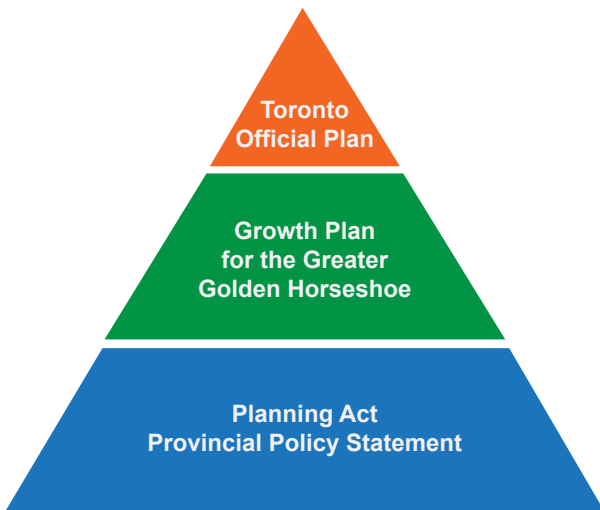 Toronto
Official Plan
Growth Plan
for the Greater
Golden Horseshoe
Planning Act
Provincial Policy Statement